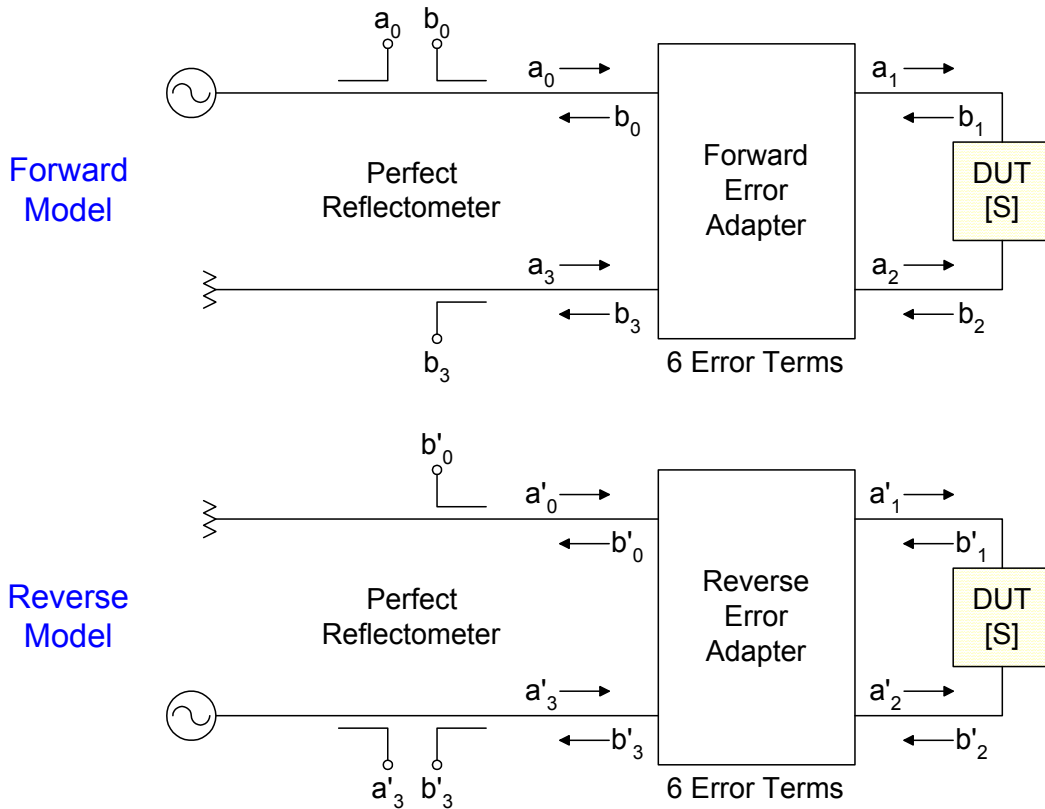 a₀ b₀
a₀
b₀
a₁
b₁
Forward
Model
Perfect
Reflectometer
Forward
Error
Adapter
DUT
[S]
a₃
b₃
a₂
b₂
b₃
6 Error Terms
b'₀
a'₀
b'₀
a'₁
b'₁
Reverse
Model
Perfect
Reflectometer
Reverse
Error
Adapter
DUT
[S]
a'₃
b'₃
a'₂
b'₂
a'₃ b'₃
6 Error Terms